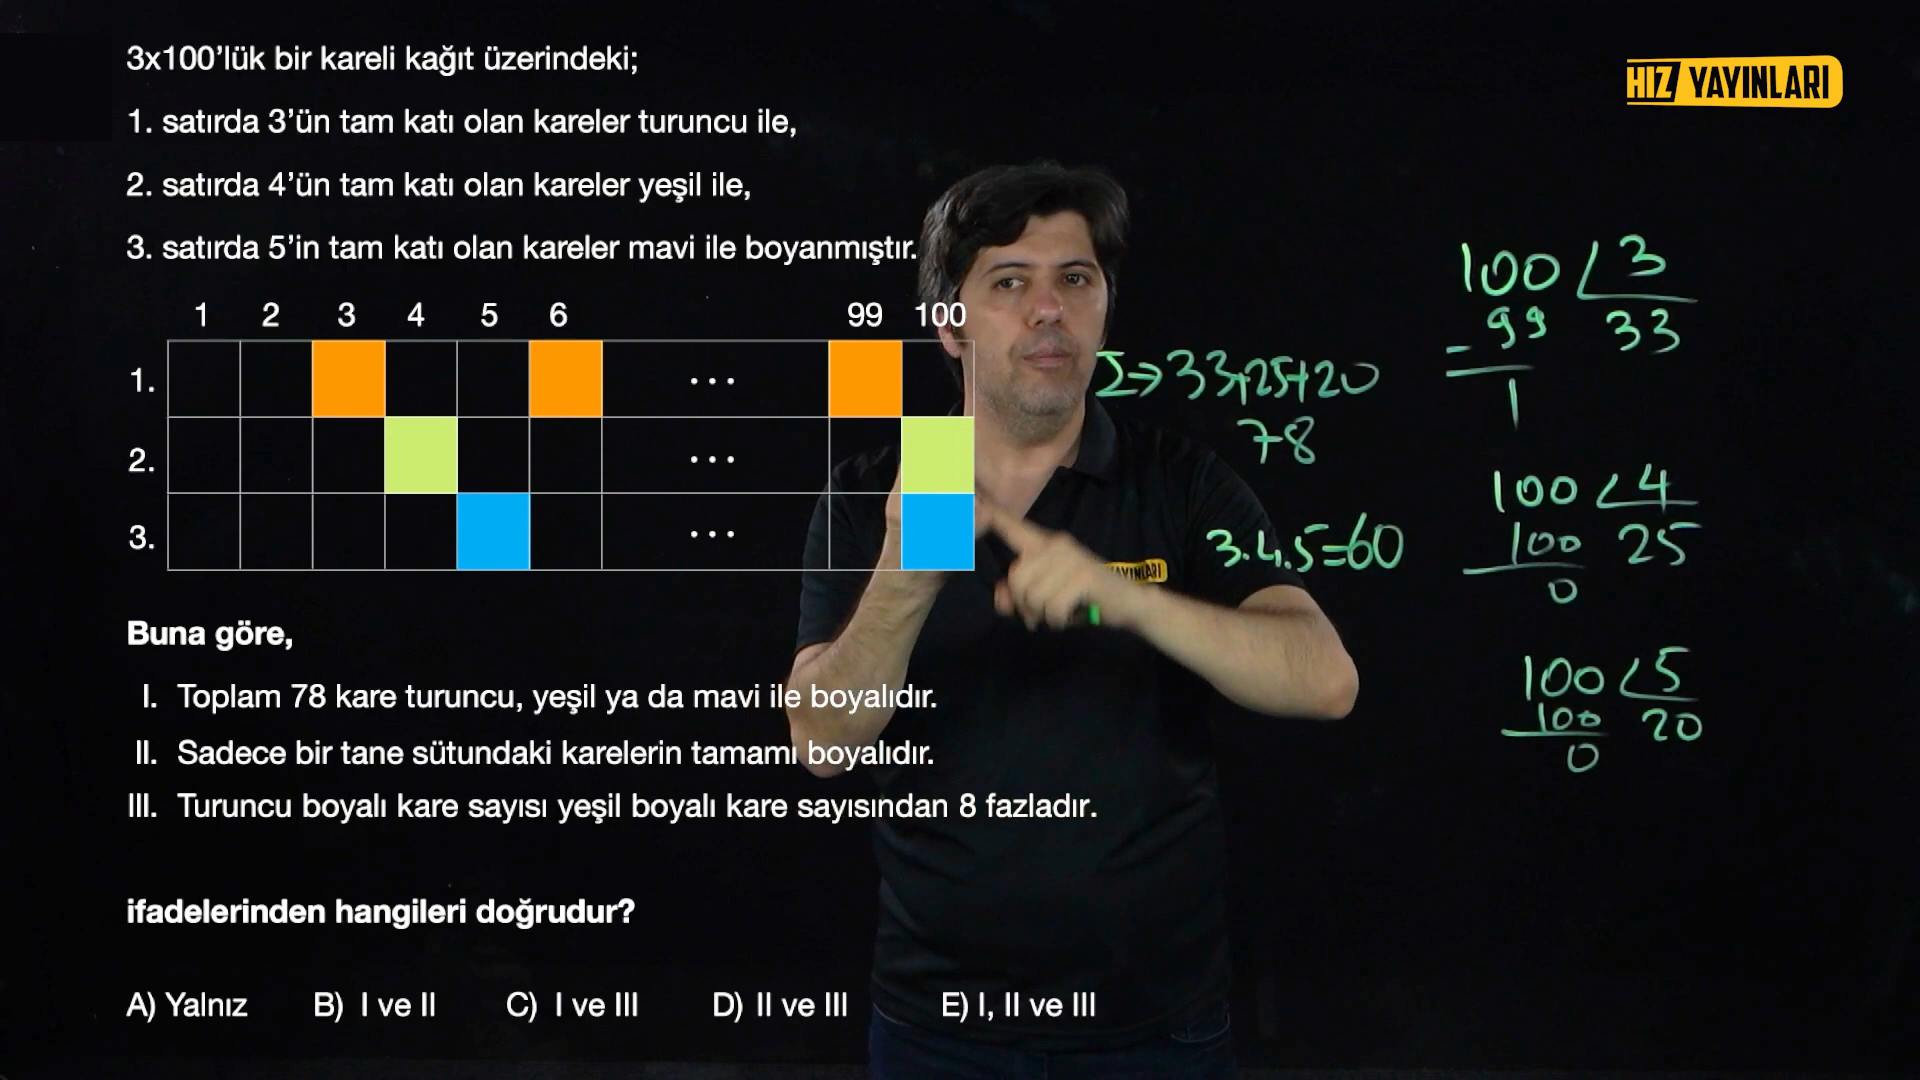 3x100'lük bir kareli kağıt üzerindeki;
HIZ YAYINLARI
1. satırda 3'ün tam katı olan kareler turuncu ile,
2. satırda 4'ün tam katı olan kareler yeşil ile,
3. satırda 5'in tam katı olan kareler mavi ile boyanmıştır.
1 2 3 4 5 6 99 100
1. ...
2. ...
3. ...
I→33+25+20
78
3.4.5=60
100 3
- 99 33
1
100 4
100 25
0
100 5
100 20
0
YAYINLARI
Buna göre,
I. Toplam 78 kare turuncu, yeşil ya da mavi ile boyalıdır.
II. Sadece bir tane sütundaki karelerin tamamı boyalıdır.
III. Turuncu boyalı kare sayısı yeşil boyalı kare sayısından 8 fazladır.
ifadelerinden hangileri doğrudur?
A) Yalnız B) I ve II C) I ve III D) II ve III E) I, II ve III